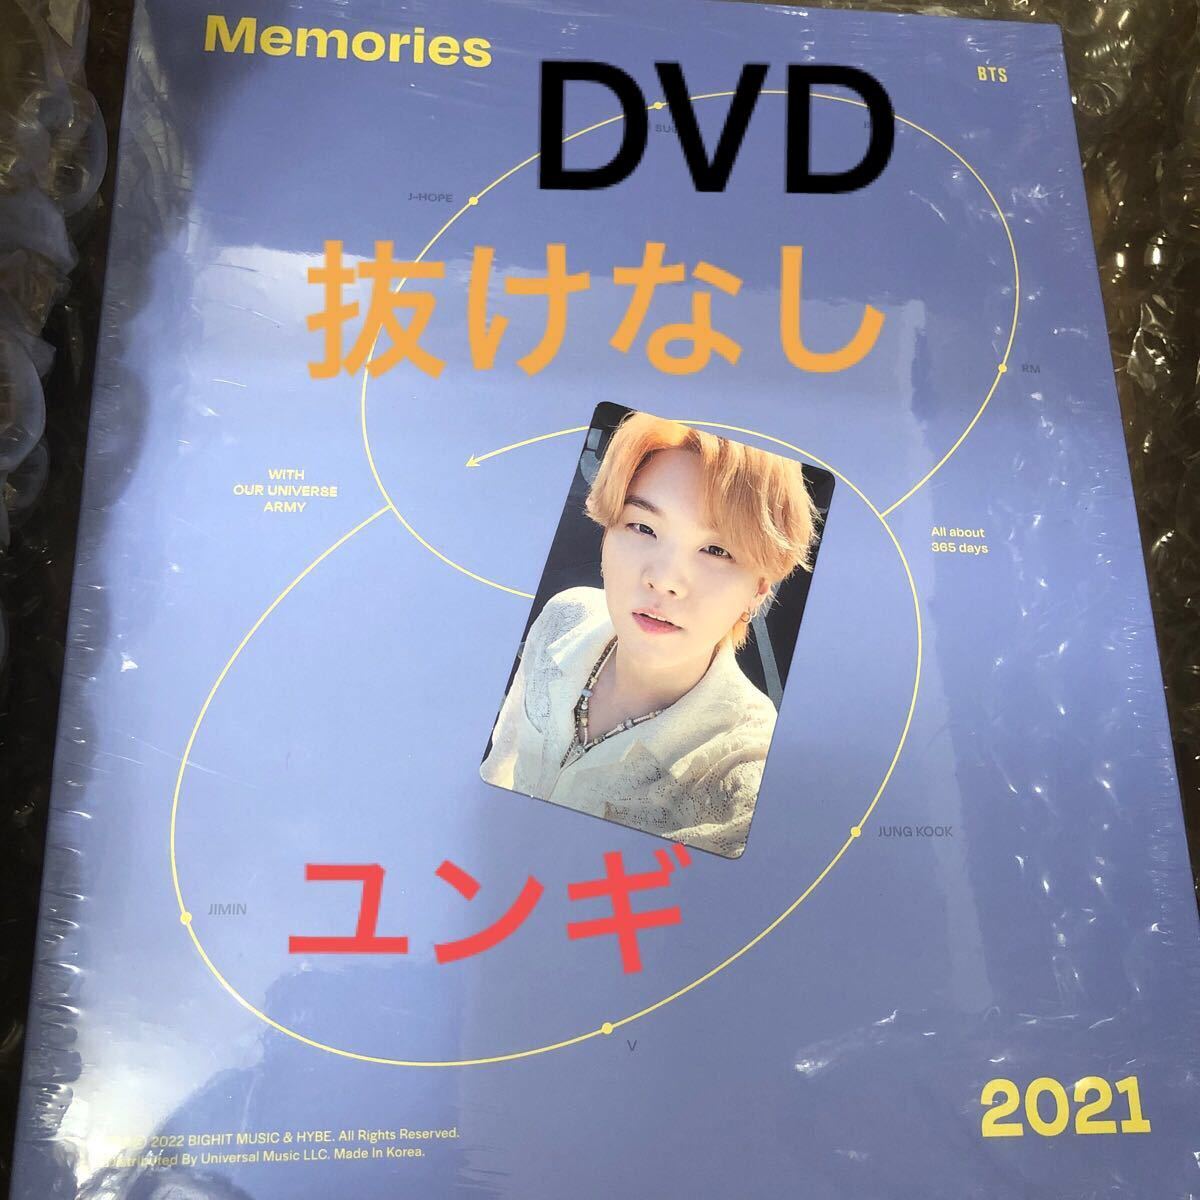 Memories
BTS
DVD
J-HOPE
抜けなし
RM
WITH
OUR UNIVERSE
ARMY
All about
365 days
JUNG KOOK
ユンギ
JIMIN
V
2021
2022 BIGHIT MUSIC & HYBE. All Rights Reserved.
Distributed By Universal Music LLC. Made In Korea.